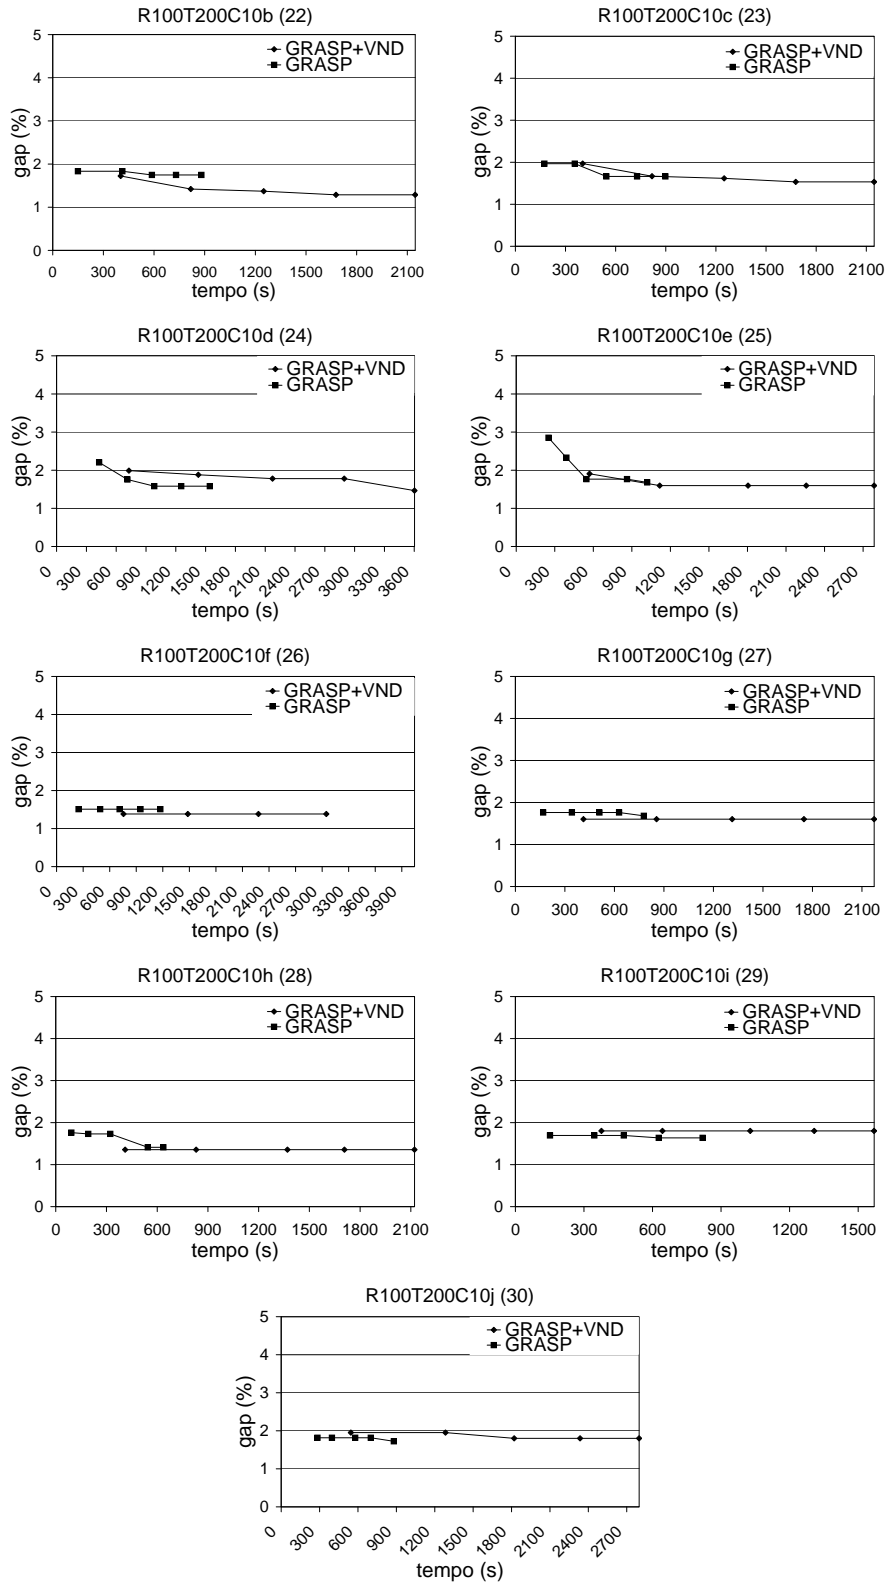 R100T200C10b (22)
5
4
3
2
1
0
gap (%)
GRASP+VND
GRASP
0 300 600 900 1200 1500 1800 2100
tempo (s)
R100T200C10c (23)
5
4
3
2
1
0
gap (%)
GRASP+VND
GRASP
0 300 600 900 1200 1500 1800 2100
tempo (s)
R100T200C10d (24)
5
4
3
2
1
0
gap (%)
GRASP+VND
GRASP
0 300 600 900 1200 1500 1800 2100 2400 2700 3000 3300 3600
tempo (s)
R100T200C10e (25)
5
4
3
2
1
0
gap (%)
GRASP+VND
GRASP
0 300 600 900 1200 1500 1800 2100 2400 2700
tempo (s)
R100T200C10f (26)
5
4
3
2
1
0
gap (%)
GRASP+VND
GRASP
0 300 600 900 1200 1500 1800 2100 2400 2700 3000 3300 3600 3900
tempo (s)
R100T200C10g (27)
5
4
3
2
1
0
gap (%)
GRASP+VND
GRASP
0 300 600 900 1200 1500 1800 2100
tempo (s)
R100T200C10h (28)
5
4
3
2
1
0
gap (%)
GRASP+VND
GRASP
0 300 600 900 1200 1500 1800 2100
tempo (s)
R100T200C10i (29)
5
4
3
2
1
0
gap (%)
GRASP+VND
GRASP
0 300 600 900 1200 1500
tempo (s)
R100T200C10j (30)
5
4
3
2
1
0
gap (%)
GRASP+VND
GRASP
0 300 600 900 1200 1500 1800 2100 2400 2700
tempo (s)